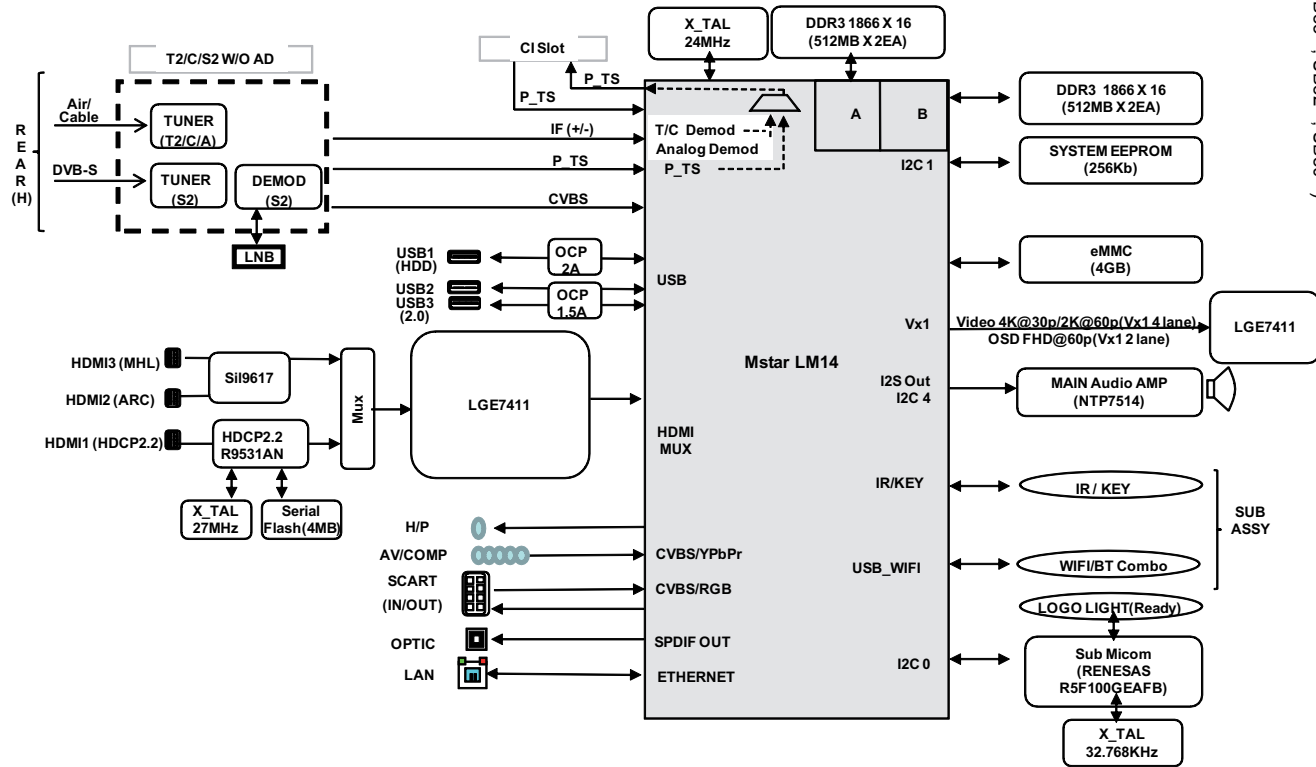 X_TAL
24MHz
DDR3 1866 X 16
(512MB X 2EA)
CI Slot
T2/C/S2 W/O AD
P_TS
P_TS
REAR
(H)
Air/
Cable
TUNER
(T2/C/A)
DVB-S
TUNER
(S2)
DEMOD
(S2)
LNB
IF (+/-)
P_TS
CVBS
T/C Demod
Analog Demod
P_TS
A
B
DDR3 1866 X 16
(512MB X 2EA)
I2C 1
SYSTEM EEPROM
(256Kb)
USB1
(HDD)
OCP
2A
USB2
USB3
(2.0)
OCP
1.5A
USB
eMMC
(4GB)
Vx1
Video 4K@30p/2K@60p(Vx1 4 lane)
OSD FHD@60p(Vx1 2 lane)
LGE7411
Mstar LM14
HDMI3 (MHL)
HDMI2 (ARC)
SiI9617
HDMI1 (HDCP2.2)
HDCP2.2
R9531AN
Mux
LGE7411
HDMI
MUX
I2S Out
I2C 4
MAIN Audio AMP
(NTP7514)
X_TAL
27MHz
Serial
Flash(4MB)
IR/KEY
IR / KEY
SUB
ASSY
H/P
AV/COMP
CVBS/YPbPr
USB_WIFI
WIFI/BT Combo
SCART
(IN/OUT)
CVBS/RGB
LOGO LIGHT(Ready)
OPTIC
SPDIF OUT
LAN
ETHERNET
I2C 0
Sub Micom
(RENESAS
R5F100GEAFB)
X_TAL
32.768KHz